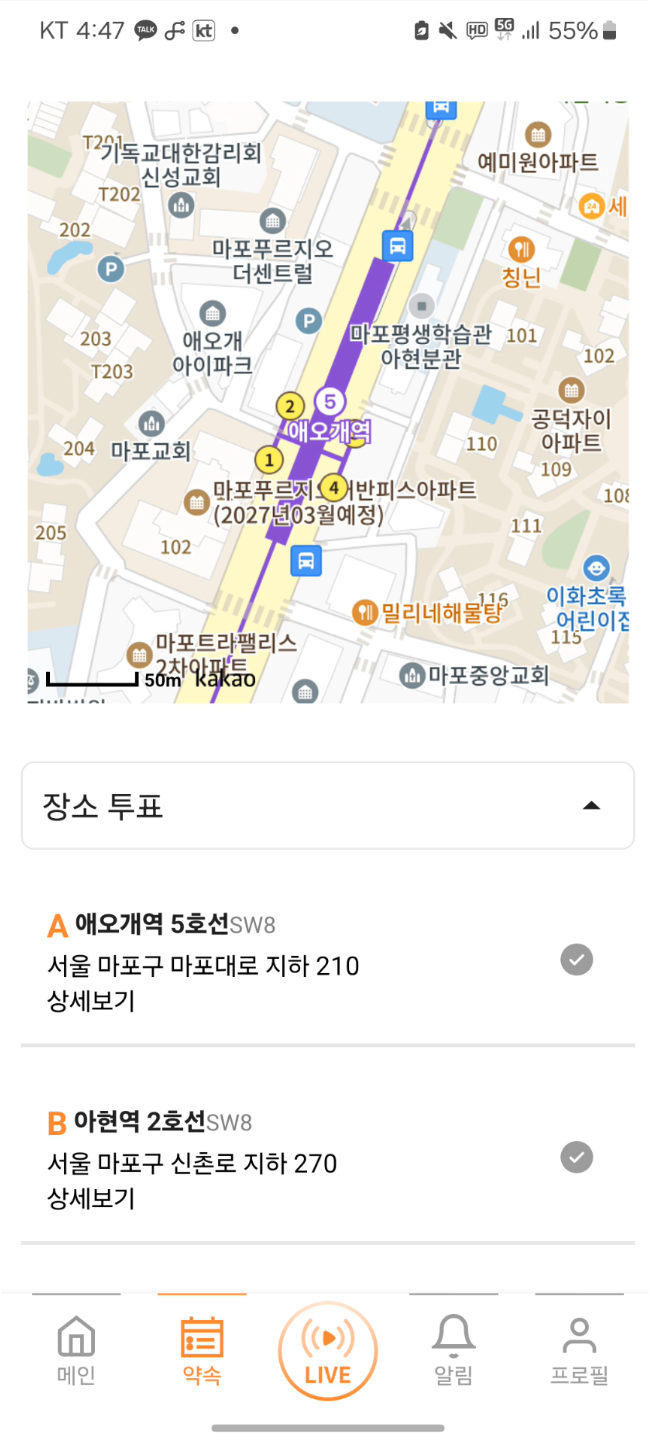 KT 4:47 TALK kt • HD 5G 55%
T201
기독교대한감리회
신성교회
T202
예미원아파트
세
202
P
마포푸르지오
더센트럴
칭닌
P
애오개
아이파크
마포평생학습관
아현분관
101
102
203
T203
2
5
애오개역
공덕자이
아파트
마포교회
204
1
110
109
4
마포푸르지오어반피스아파트
(2027년03월예정)
108
205
102
111
밀리네해물탕
116
이화초록
어린이집
115
마포트라팰리스
2차아파트
50m kakao
마포중앙교회
장소 투표
A 애오개역 5호선SW8
서울 마포구 마포대로 지하 210
상세보기
B 아현역 2호선SW8
서울 마포구 신촌로 지하 270
상세보기
메인 약속 LIVE 알림 프로필